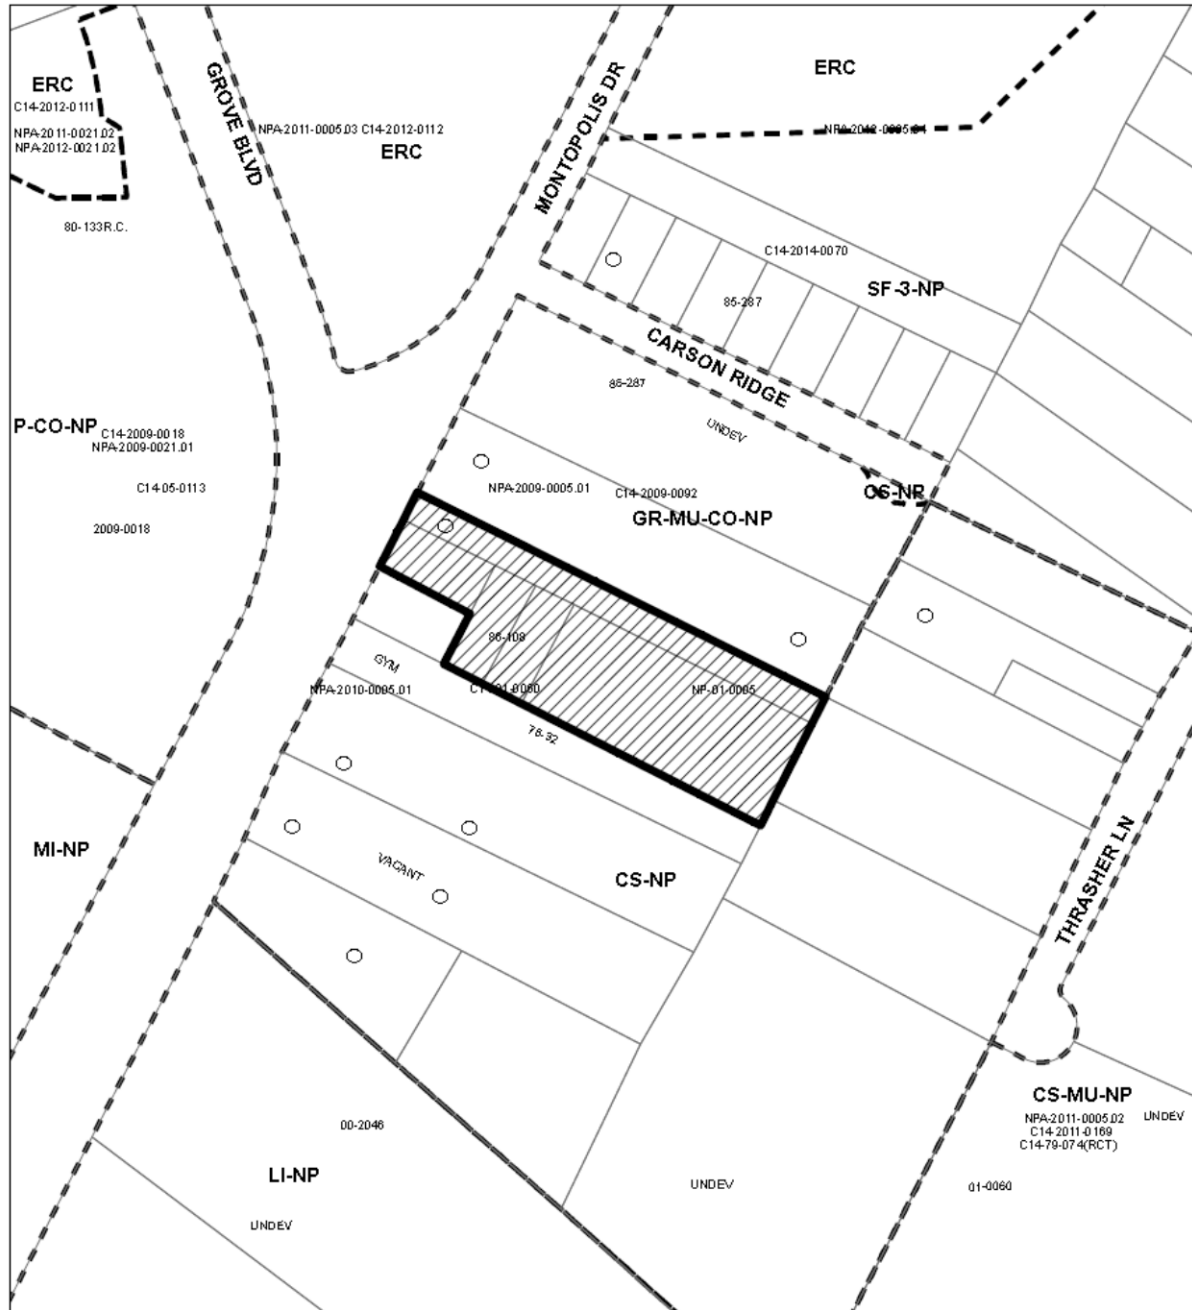 ERC
C14-2012-0111
NPA-2011-0021.02
NPA-2012-0021.02
80-133R.C.
GROVE BLVD
NPA-2011-0005.03 C14-2012-0112
ERC
MONTOPOLIS DR
ERC
C14-2014-0070
SF-3-NP
85-287
CARSON RIDGE
UNDEV
P-CO-NP
C14-2009-0018
NPA-2009-0021.01
C14-05-0113
2009-0018
NPA-2009-0005.01
C14-2009-0092
GR-MU-CO-NP
CS-NP
86-108
GYM
NPA-2010-0005.01
NP-01-0005
78-32
MI-NP
VACANT
CS-NP
THRASHER LN
CS-MU-NP
NPA-2011-0005.02
C14-2011-0169
C14-79-074(RCT)
UNDEV
00-2046
LI-NP
UNDEV
UNDEV
01-0060